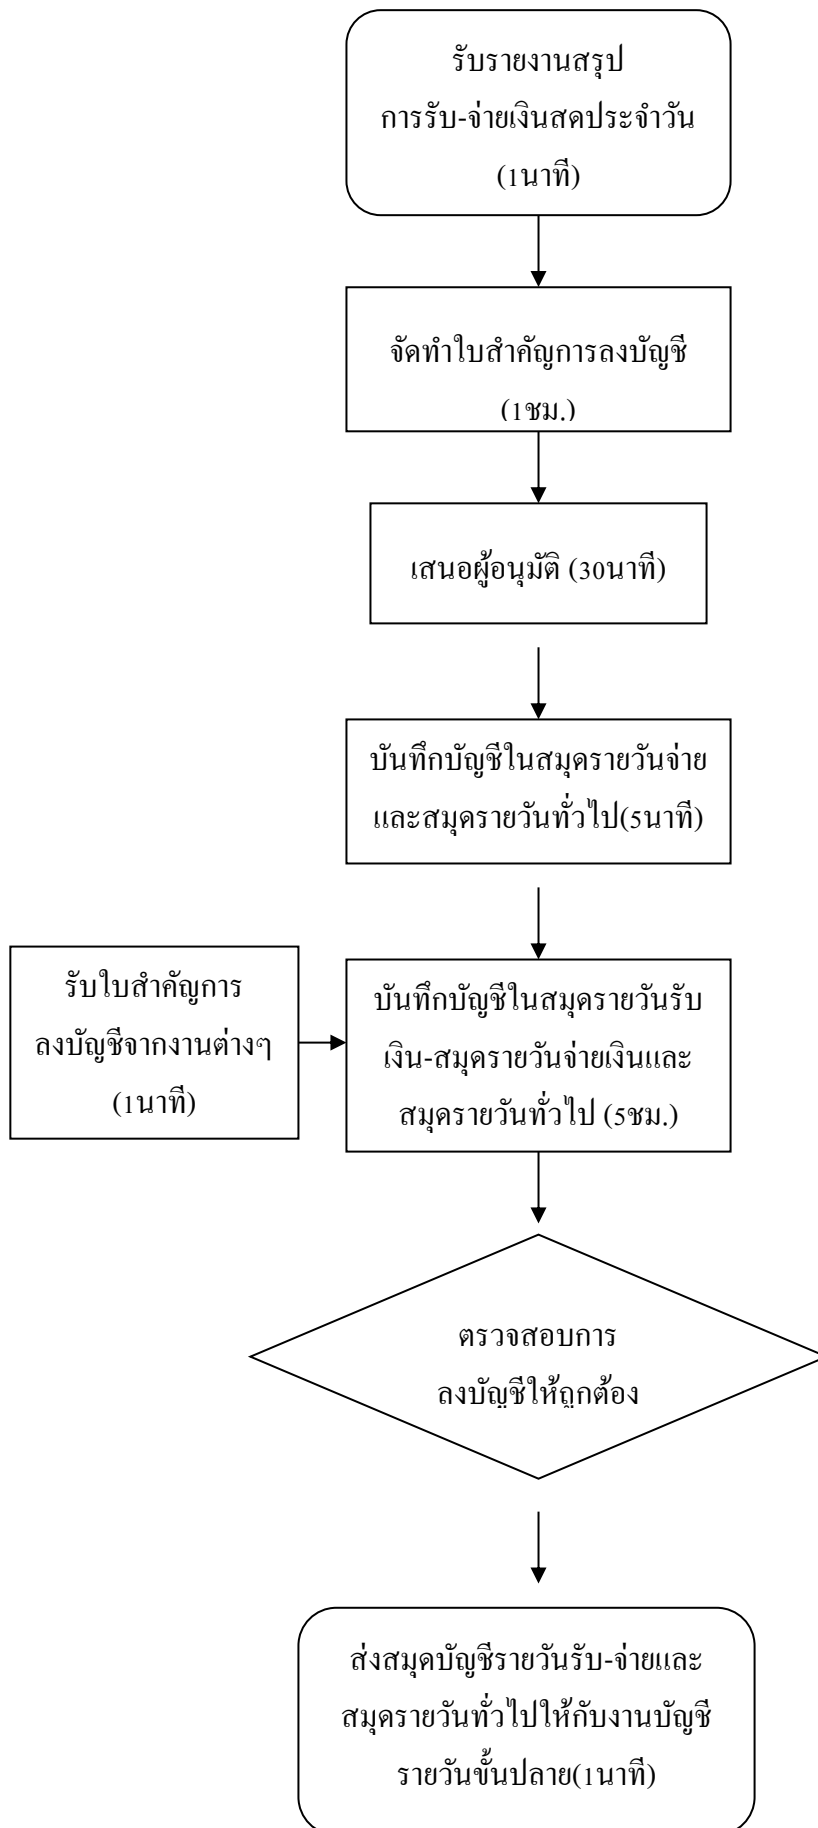 รับรายงานสรุป
การรับ-จ่ายเงินสดประจำวัน
(1นาที)
จัดทำใบสำคัญการลงบัญชี
(1ชม.)
เสนอผู้อนุมัติ (30นาที)
บันทึกบัญชีในสมุดรายวันจ่าย
และสมุดรายวันทั่วไป(5นาที)
รับใบสำคัญการ
ลงบัญชีจากงานต่างๆ
(1นาที)
บันทึกบัญชีในสมุดรายวันรับ
เงิน-สมุดรายวันจ่ายเงินและ
สมุดรายวันทั่วไป (5ชม.)
ตรวจสอบการ
ลงบัญชีให้ถูกต้อง
ส่งสมุดบัญชีรายวันรับ-จ่ายและ
สมุดรายวันทั่วไปให้กับงานบัญชี
รายวันขั้นปลาย(1นาที)